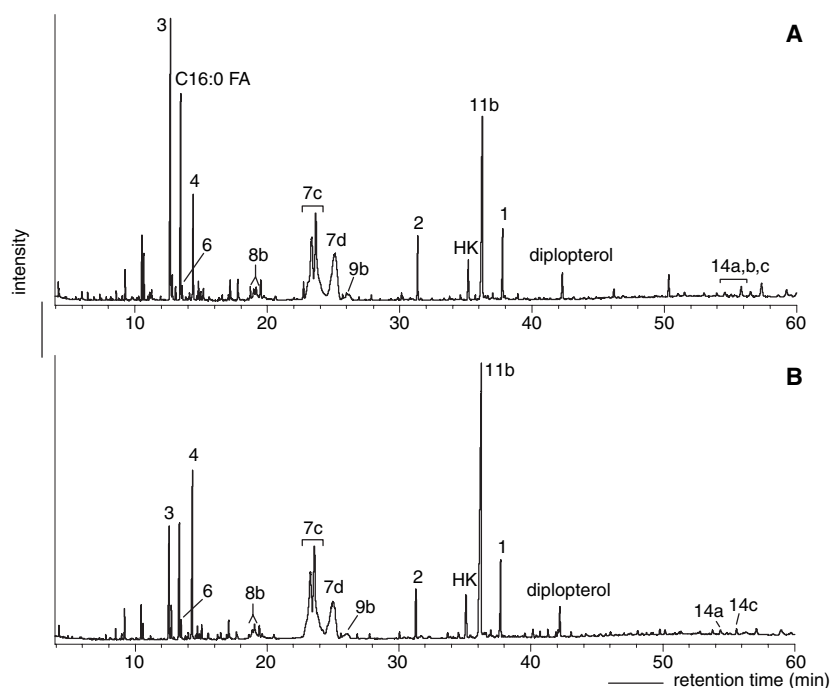 A
3
C16:0 FA
4
6
8b
7c
7d
9b
2
HK
11b
1
diplopterol
14a,b,c
intensity
10 20 30 40 50 60
B
11b
4
3
6
8b
7c
7d
9b
2
HK
1
diplopterol
14a 14c
10 20 30 40 50 60
retention time (min)